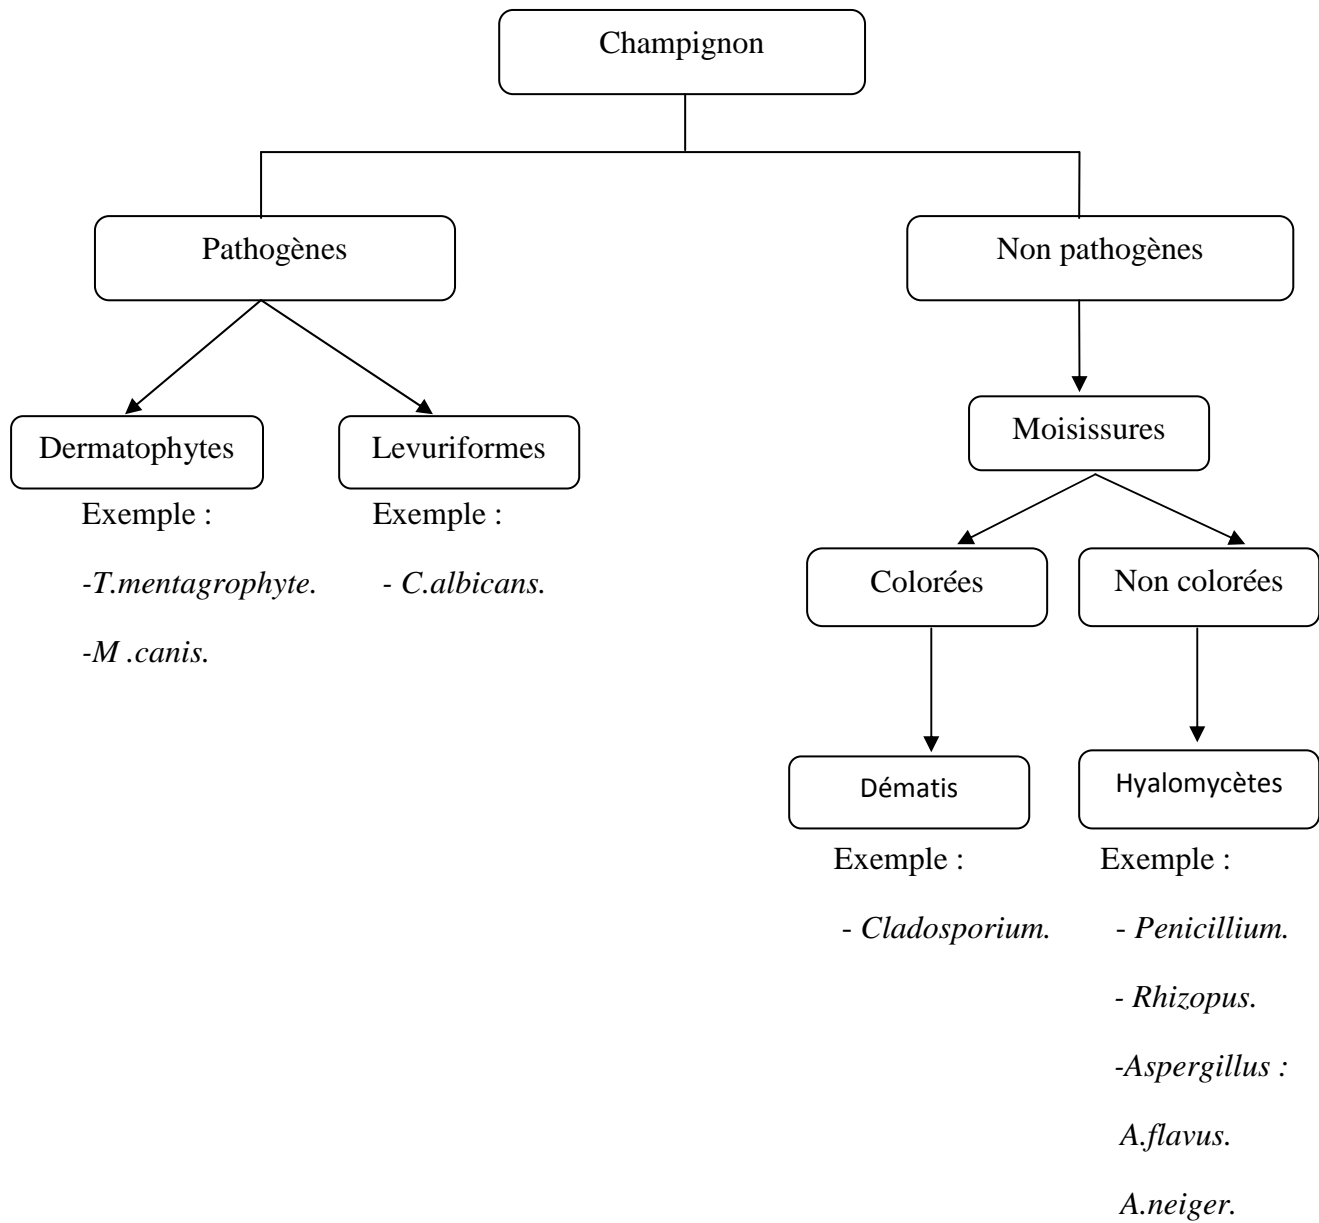 Champignon
Pathogènes
Non pathogènes
Dermatophytes
Levuriformes
Moisissures
Exemple :
-T.mentagrophyte.
-M .canis.
Exemple :
- C.albicans.
Colorées
Non colorées
Dématis
Hyalomycètes
Exemple :
- Cladosporium.
Exemple :
- Penicillium.
- Rhizopus.
-Aspergillus :
A.flavus.
A.neiger.